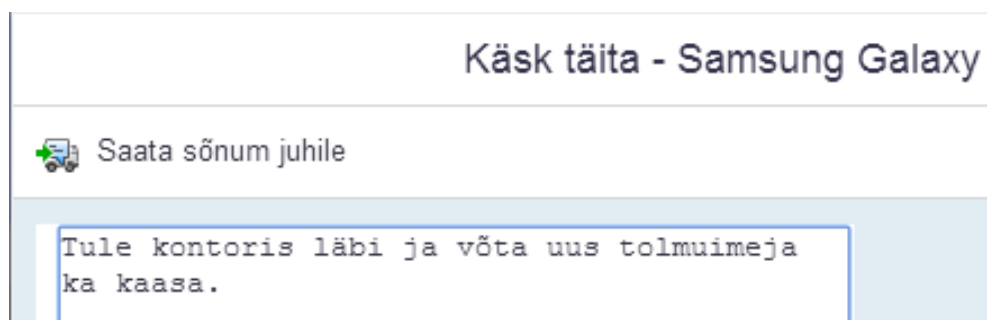 Käsk täita - Samsung Galaxy
Saata sõnum juhile
Tule kontoris läbi ja võta uus tolmuimeja
ka kaasa.